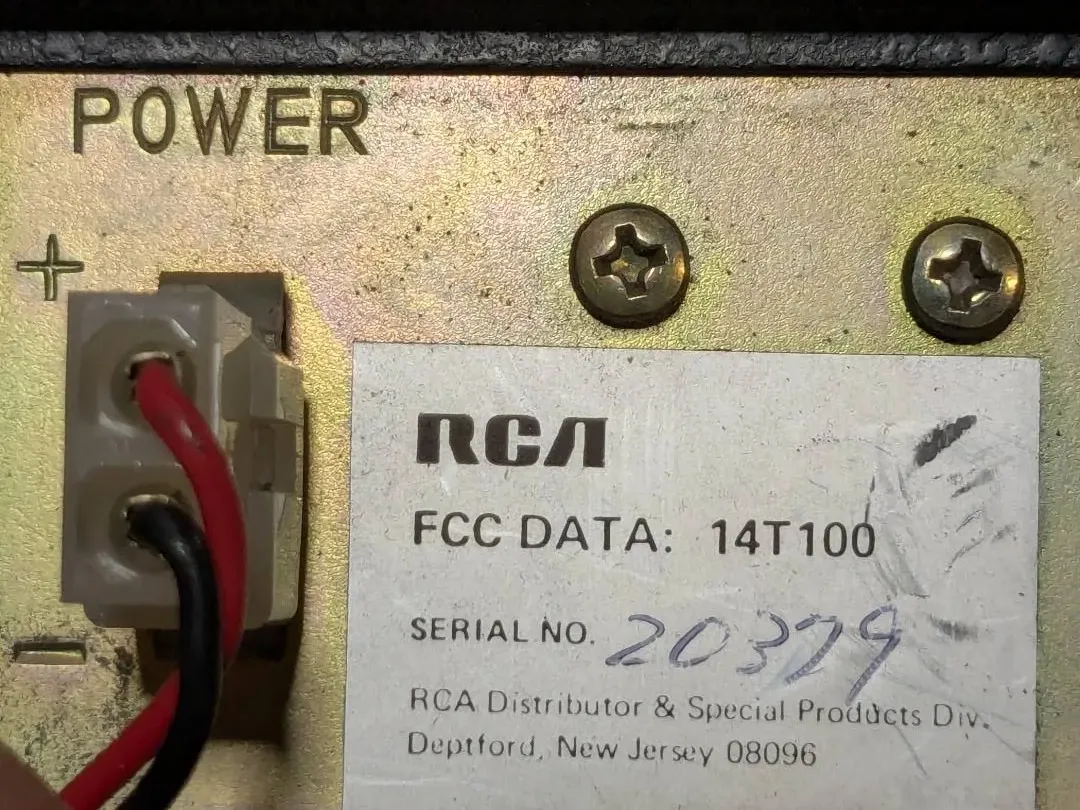 POWER
+
-
RCA
FCC DATA: 14T100
SERIAL NO. 20379
RCA Distributor & Special Products Div.
Deptford, New Jersey 08096